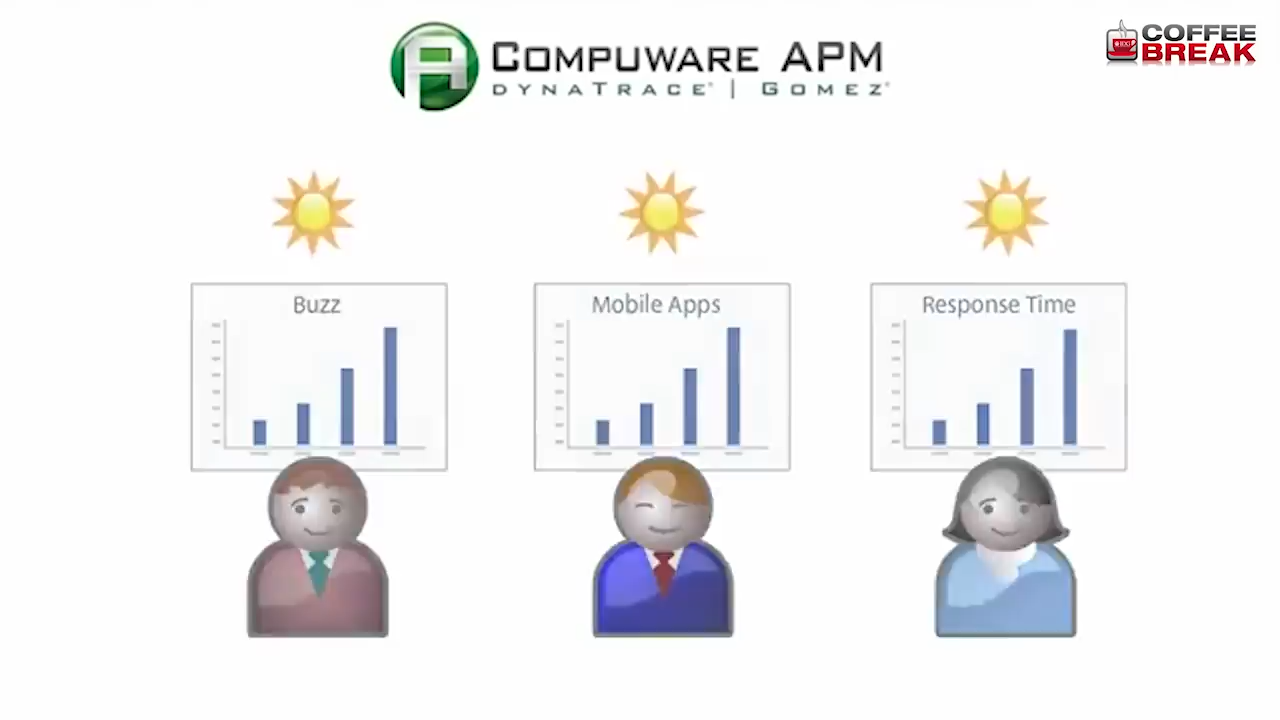 COMPUWARE APM
DYNATRACE® | GOMEZ®
COFFEE
BREAK
Buzz
Mobile Apps
Response Time